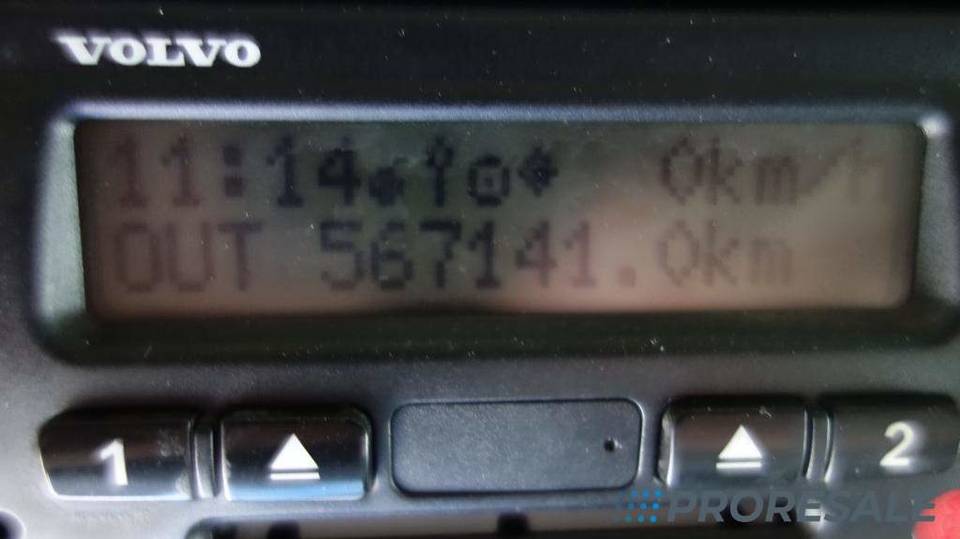 VOLVO
11:14 0km/h
OUT 567141.0km
1 2
PRORESALE